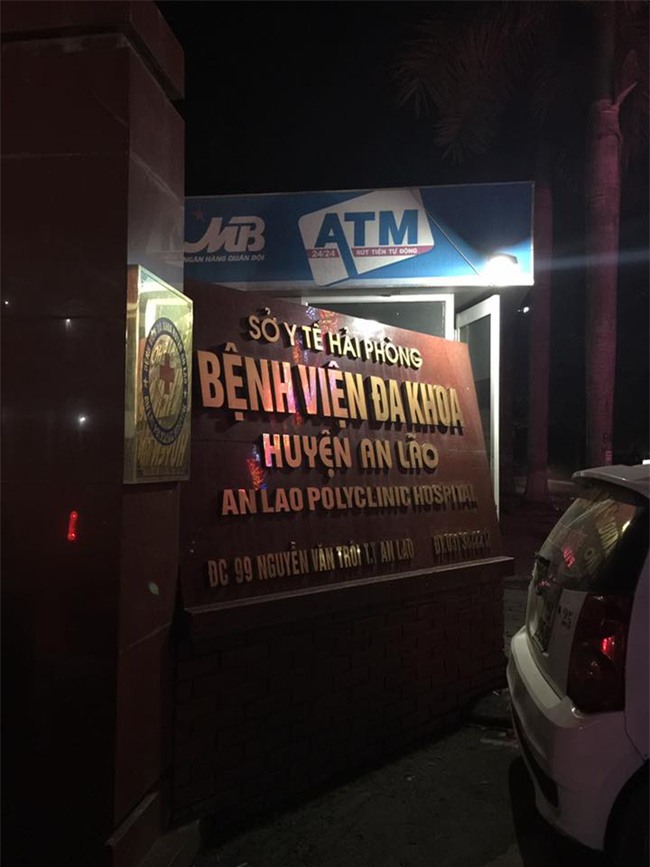 MB
NGÂN HÀNG QUÂN ĐỘI
ATM
24/24 RÚT TIỀN TỰ ĐỘNG
SỞ Y TẾ HẢI PHÒNG
BỆNH VIỆN ĐA KHOA
HUYỆN AN LÃO
AN LAO POLYCLINIC HOSPITAL
ĐC 99 NGUYỄN VĂN TRỖI T.T AN LAO